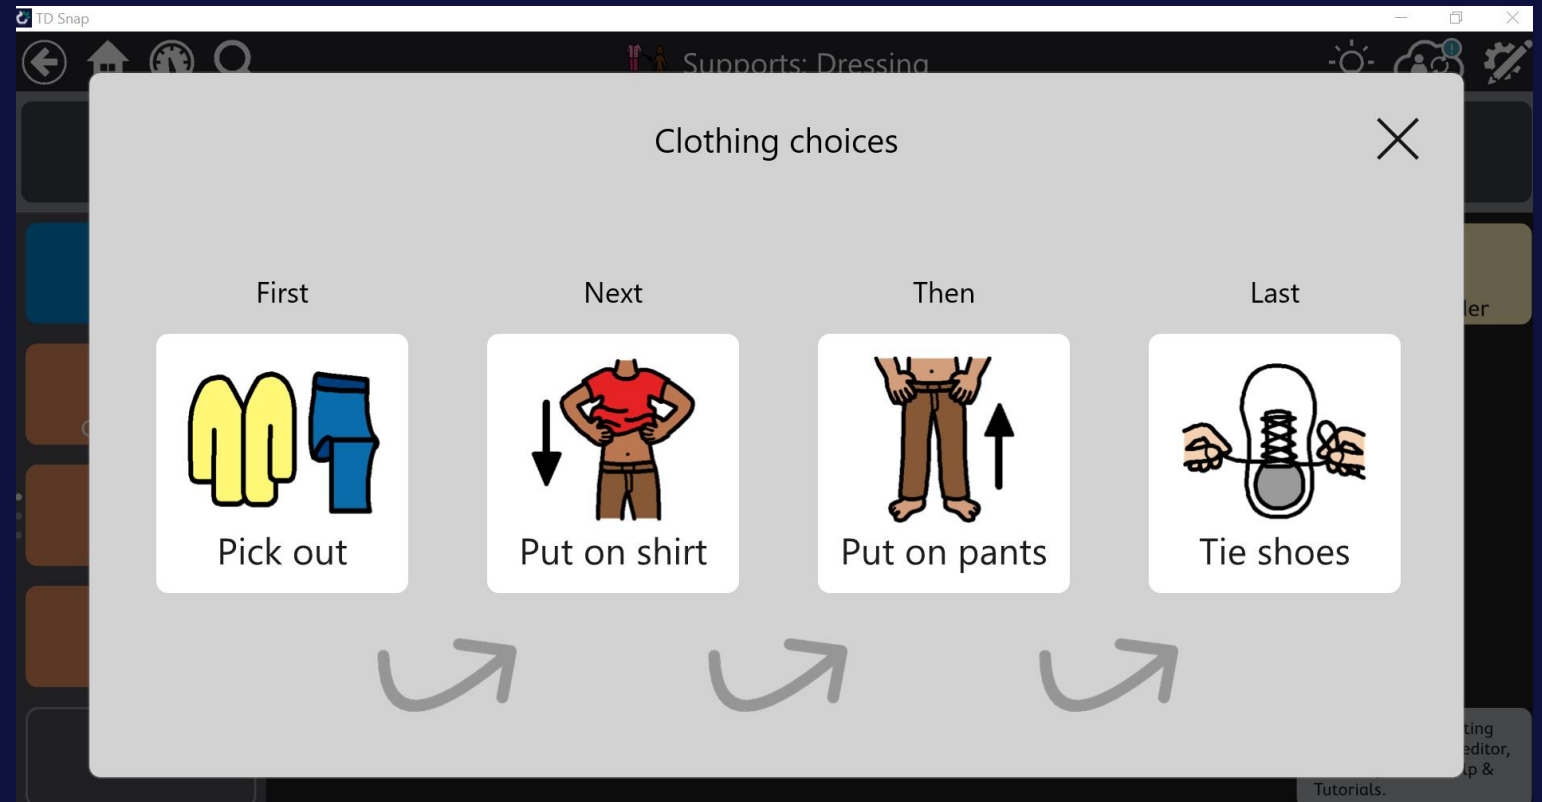 TD Snap
Supports: Dressing
Clothing choices
First
Next
Then
Last
Pick out
Put on shirt
Put on pants
Tie shoes
Tutorials.